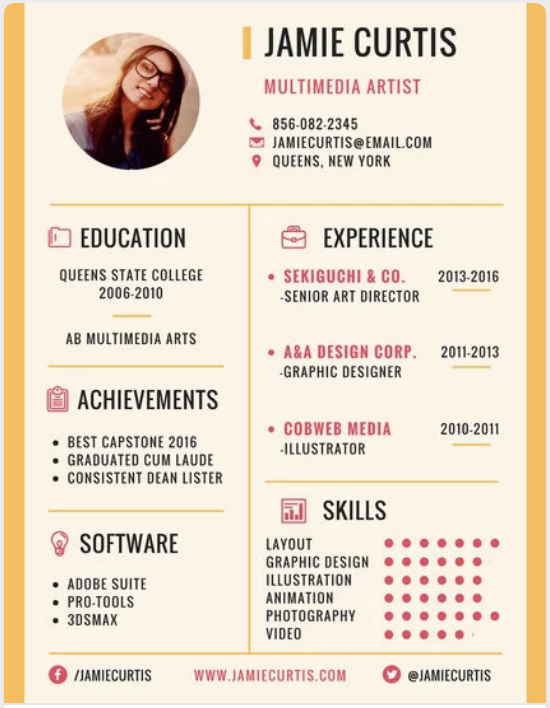 JAMIE CURTIS
MULTIMEDIA ARTIST
856-082-2345
JAMIECURTIS@EMAIL.COM
QUEENS, NEW YORK
EDUCATION
QUEENS STATE COLLEGE
2006-2010
AB MULTIMEDIA ARTS
ACHIEVEMENTS
BEST CAPSTONE 2016
GRADUATED CUM LAUDE
CONSISTENT DEAN LISTER
SOFTWARE
ADOBE SUITE
PRO-TOOLS
3DSMAX
EXPERIENCE
SEKIGUCHI & CO. 2013-2016
-SENIOR ART DIRECTOR
A&A DESIGN CORP. 2011-2013
-GRAPHIC DESIGNER
COBWEB MEDIA 2010-2011
-ILLUSTRATOR
SKILLS
LAYOUT
GRAPHIC DESIGN
ILLUSTRATION
ANIMATION
PHOTOGRAPHY
VIDEO
/JAMIECURTIS WWW.JAMIECURTIS.COM @JAMIECURTIS